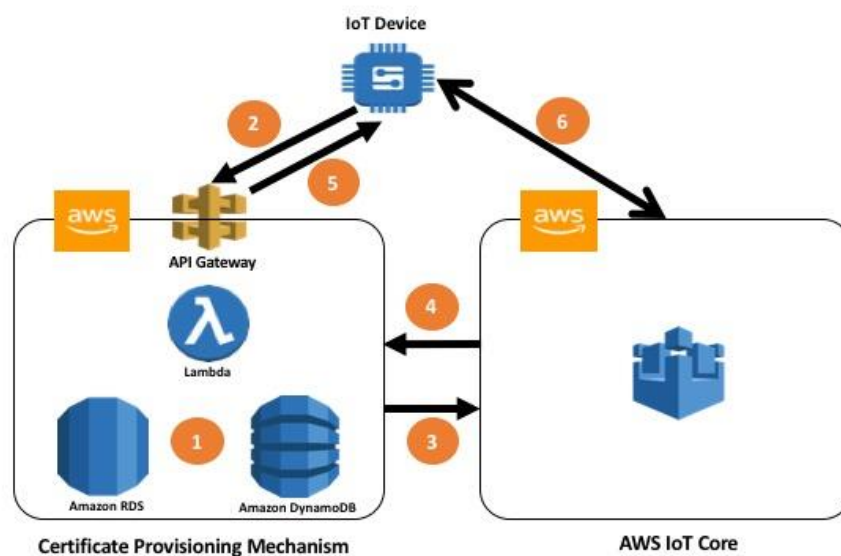 IoT Device
2
6
5
aws
aws
API Gateway
4
λ
Lambda
1
3
Amazon RDS
Amazon DynamoDB
Certificate Provisioning Mechanism
AWS IoT Core